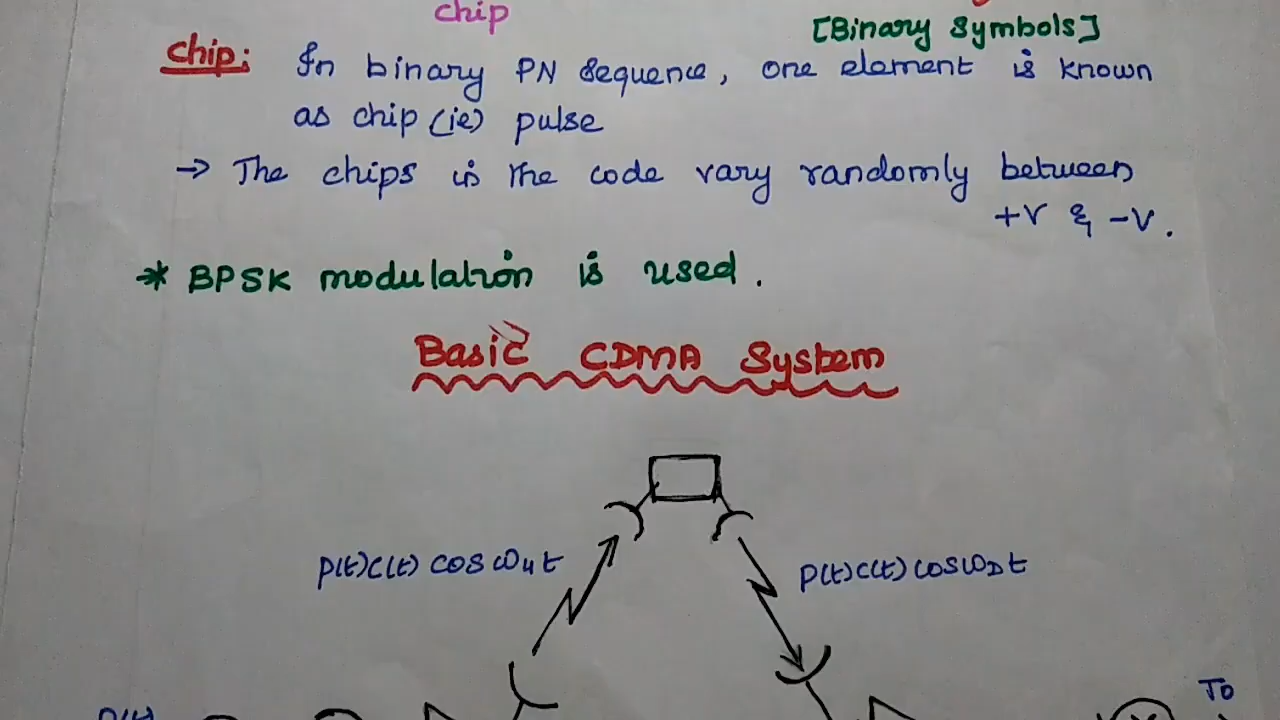 chip
[Binary Symbols]
Chip: In binary PN Sequence, one element is known
as chip (ie) pulse
→ The chips in the code vary randomly between
+V & -V.
* BPSK modulation is used.
Basic CDMA System
P(t)C(t) cos ωut
P(t)C(t) cos ωDt
TO